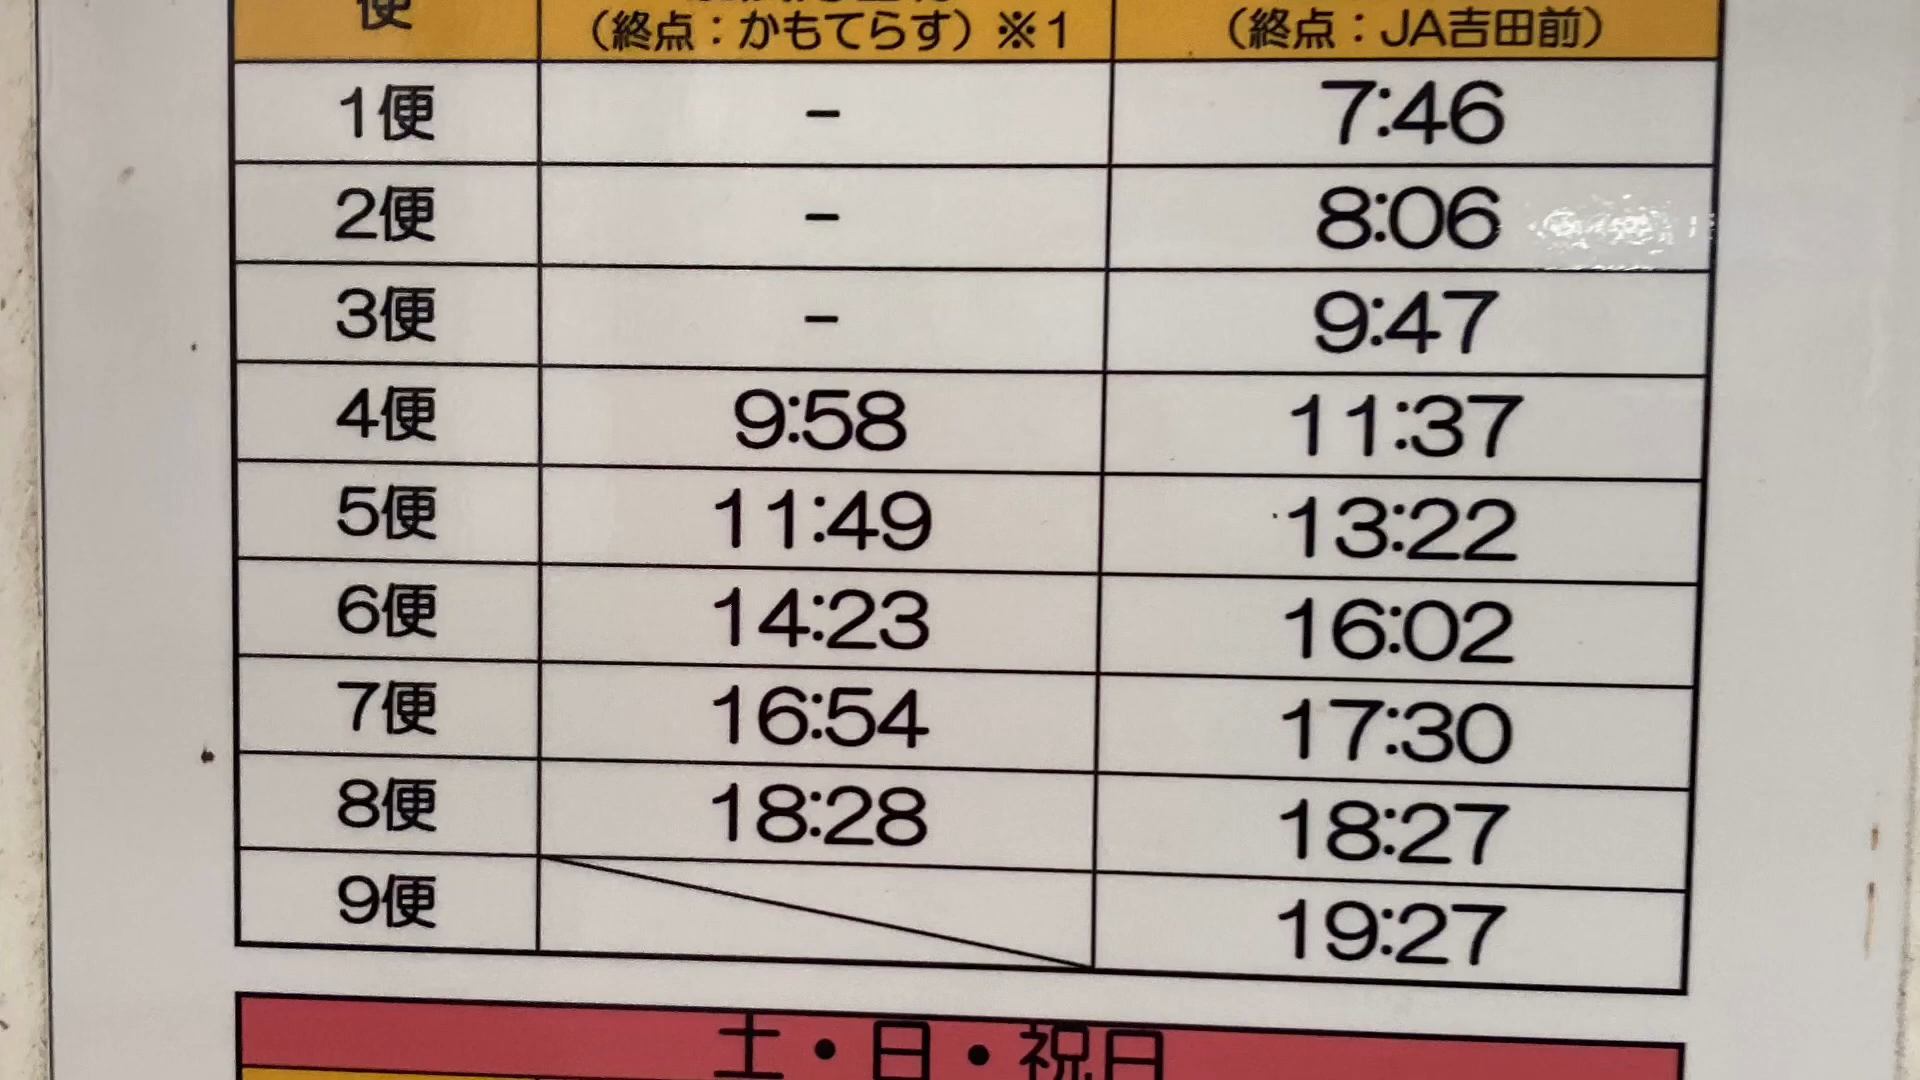 便
（終点：かもてらす）※1 （終点：JA吉田前）
1便 － 7:46
2便 － 8:06
3便 － 9:47
4便 9:58 11:37
5便 11:49 13:22
6便 14:23 16:02
7便 16:54 17:30
8便 18:28 18:27
9便 19:27
土・日・祝日